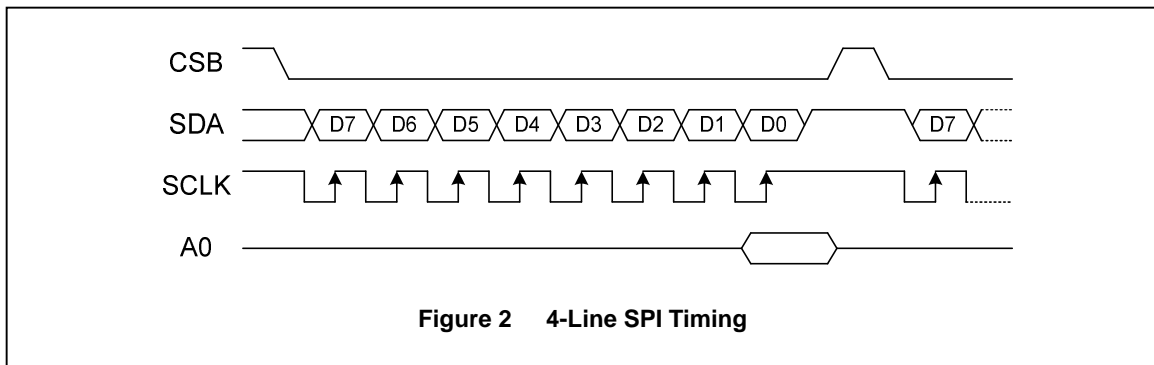 CSB
SDA D7 D6 D5 D4 D3 D2 D1 D0 D7
SCLK
A0
Figure 2 4-Line SPI Timing